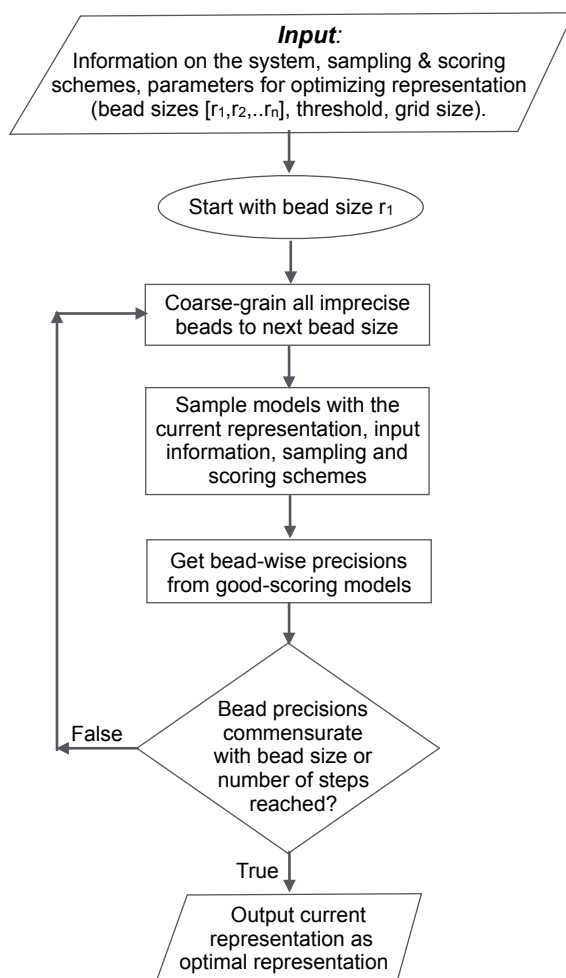 Input:
Information on the system, sampling & scoring
schemes, parameters for optimizing representation
(bead sizes [r₁,r₂,..rₙ], threshold, grid size).
Start with bead size r₁
Coarse-grain all imprecise
beads to next bead size
Sample models with the
current representation, input
information, sampling and
scoring schemes
Get bead-wise precisions
from good-scoring models
Bead precisions
commensurate
with bead size or
number of steps
reached?
False
True
Output current
representation as
optimal representation